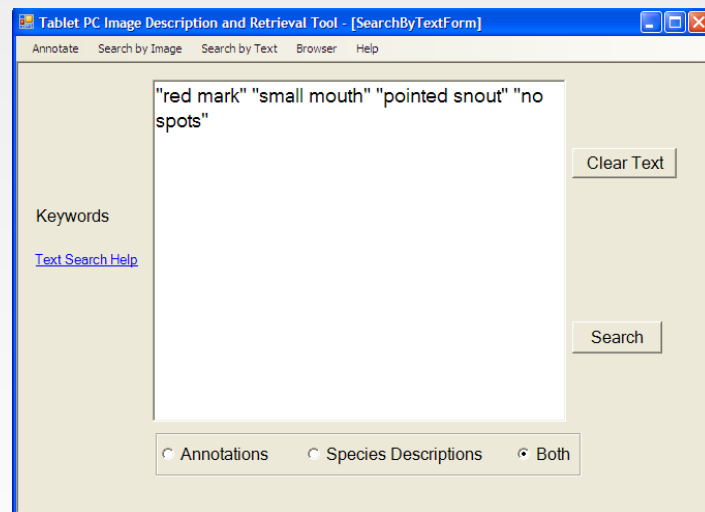 Tablet PC Image Description and Retrieval Tool - [SearchByTextForm]
Annotate Search by Image Search by Text Browser Help
"red mark" "small mouth" "pointed snout" "no
spots"
Clear Text
Keywords
Text Search Help
Search
Annotations Species Descriptions Both